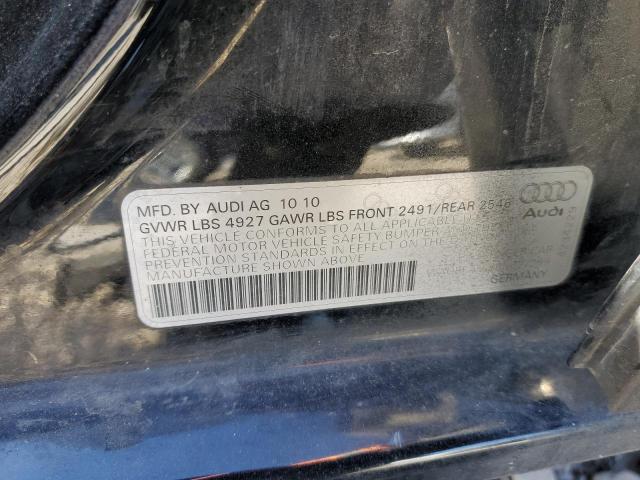 MFD. BY AUDI AG 10 10
GVWR LBS 4927 GAWR LBS FRONT 2491/REAR 2546
THIS VEHICLE CONFORMS TO ALL APPLICABLE
FEDERAL MOTOR VEHICLE SAFETY BUMPER
PREVENTION STANDARDS IN EFFECT ON THE
MANUFACTURE SHOWN ABOVE
Audi
GERMANY